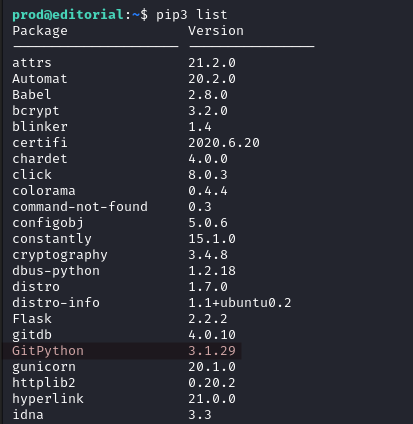 prod@editorial:~$ pip3 list
Package Version
---------------------- ----------------
attrs 21.2.0
Automat 20.2.0
Babel 2.8.0
bcrypt 3.2.0
blinker 1.4
certifi 2020.6.20
chardet 4.0.0
click 8.0.3
colorama 0.4.4
command-not-found 0.3
configobj 5.0.6
constantly 15.1.0
cryptography 3.4.8
dbus-python 1.2.18
distro 1.7.0
distro-info 1.1+ubuntu0.2
Flask 2.2.2
gitdb 4.0.10
GitPython 3.1.29
gunicorn 20.1.0
httplib2 0.20.2
hyperlink 21.0.0
idna 3.3